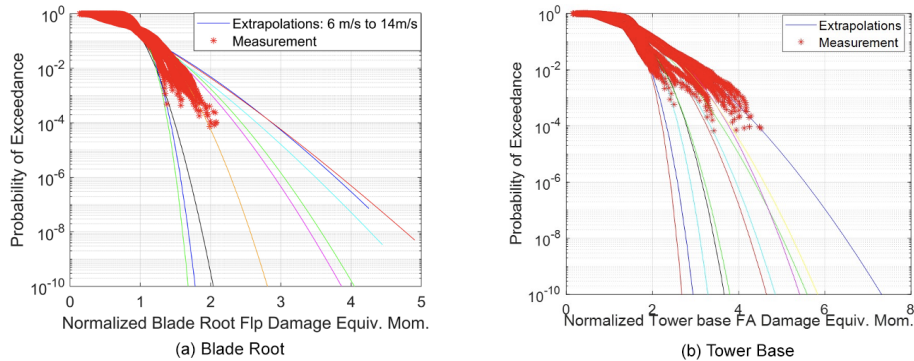 Extrapolations: 6 m/s to 14m/s
Measurement
Probability of Exceedance
10^0
10^-2
10^-4
10^-6
10^-8
10^-10
0 1 2 3 4 5
Normalized Blade Root Flp Damage Equiv. Mom.
(a) Blade Root
Extrapolations
Measurement
Probability of Exceedance
10^0
10^-2
10^-4
10^-6
10^-8
10^-10
0 2 4 6 8
Normalized Tower base FA Damage Equiv. Mom.
(b) Tower Base